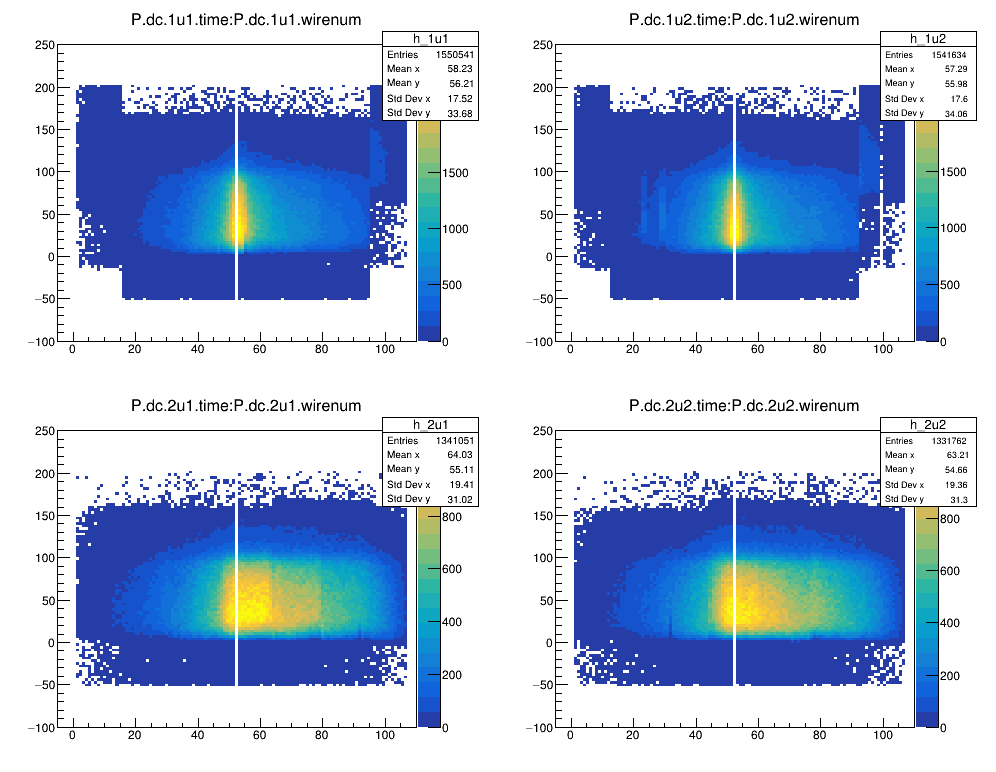 P.dc.1u1.time:P.dc.1u1.wirenum
h_1u1
Entries 1550541
Mean x 58.23
Mean y 56.21
Std Dev x 17.52
Std Dev y 33.68
250
200
150
100
50
0
−50
−100
0 20 40 60 80 100
1500
1000
500
0
P.dc.1u2.time:P.dc.1u2.wirenum
h_1u2
Entries 1541634
Mean x 57.29
Mean y 55.98
Std Dev x 17.6
Std Dev y 34.06
250
200
150
100
50
0
−50
−100
0 20 40 60 80 100
1500
1000
500
0
P.dc.2u1.time:P.dc.2u1.wirenum
h_2u1
Entries 1341051
Mean x 64.03
Mean y 55.11
Std Dev x 19.41
Std Dev y 31.02
250
200
150
100
50
0
−50
−100
0 20 40 60 80 100
800
600
400
200
0
P.dc.2u2.time:P.dc.2u2.wirenum
h_2u2
Entries 1331762
Mean x 63.21
Mean y 54.66
Std Dev x 19.36
Std Dev y 31.3
250
200
150
100
50
0
−50
−100
0 20 40 60 80 100
800
600
400
200
0